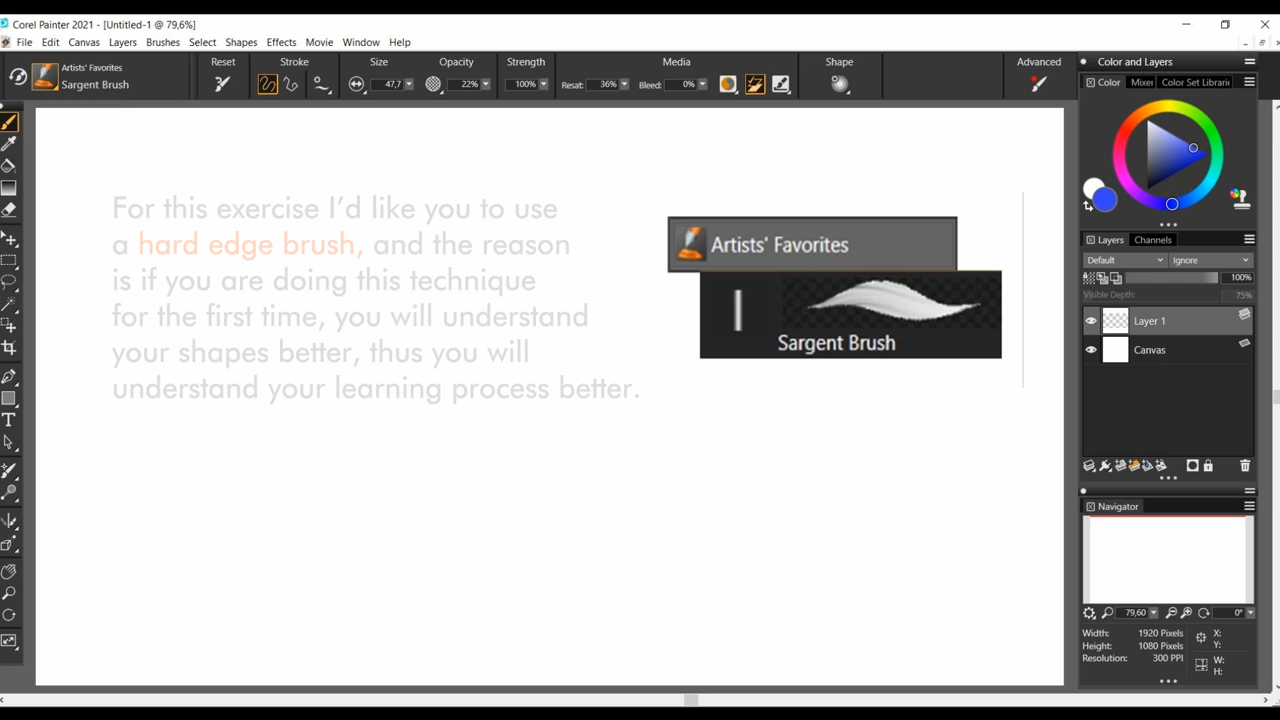 Corel Painter 2021 - [Untitled-1 @ 79,6%]
File Edit Canvas Layers Brushes Select Shapes Effects Movie Window Help
Artists' Favorites
Sargent Brush
Reset Stroke Size Opacity Strength Media Shape Advanced
47,7 22% 100% Resat: 36% Bleed: 0%
Color and Layers
Color Mixer Color Set Librarie
For this exercise I'd like you to use
a hard edge brush, and the reason
is if you are doing this technique
for the first time, you will understand
your shapes better, thus you will
understand your learning process better.
Artists' Favorites
Sargent Brush
Layers Channels
Default Ignore
100%
Visible Depth: 75%
Layer 1
Canvas
Navigator
79,60 0°
Width: 1920 Pixels X:
Height: 1080 Pixels Y:
Resolution: 300 PPI W:
H: